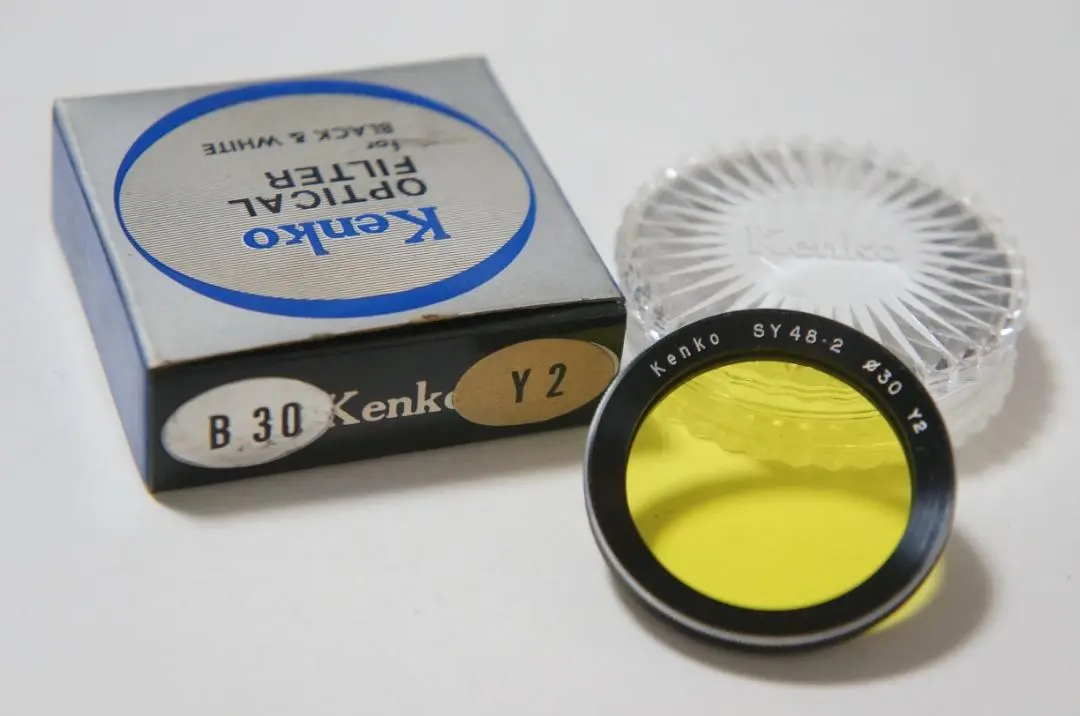 Kenko
OPTICAL
FILTER
for
BLACK & WHITE
B 30
Kenko
Y 2
Kenko
Kenko SY48·2 ø30 Y2